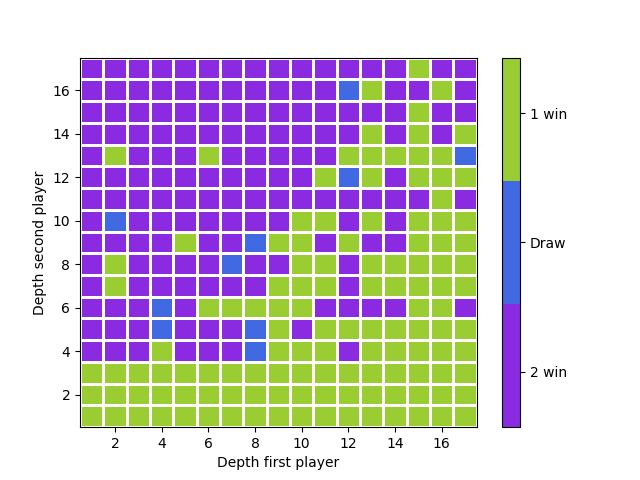 16
14
12
10
8
6
4
2
Depth second player
2 4 6 8 10 12 14 16
Depth first player
1 win
Draw
2 win